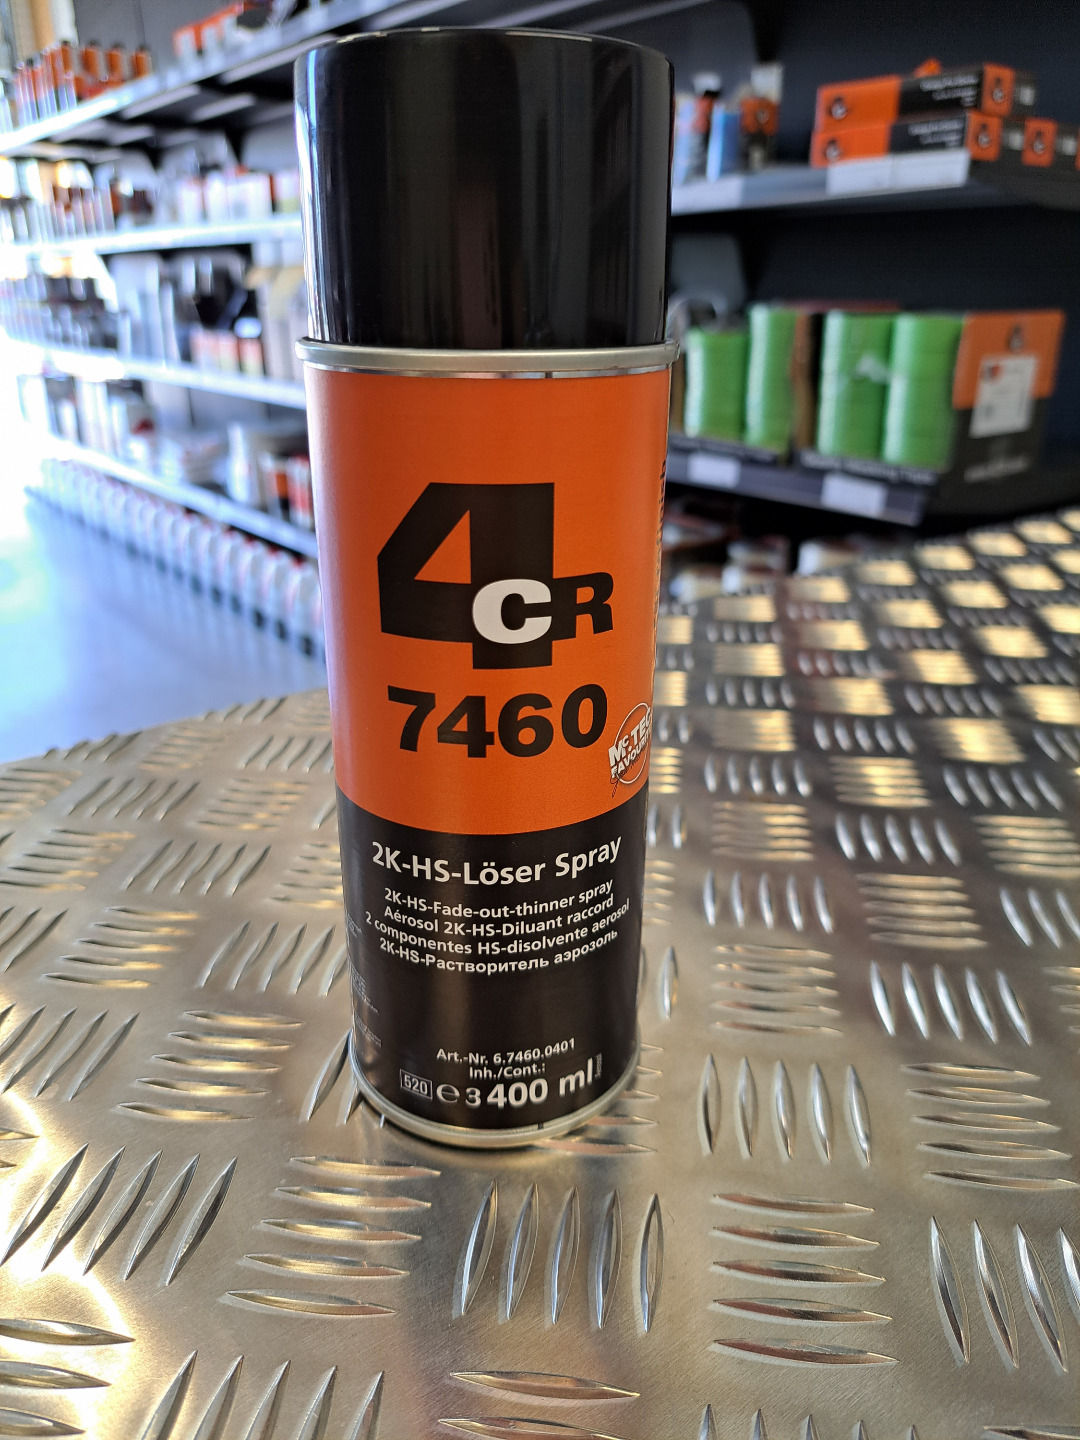 4CR
7460
Mc TEC
FAVOURITE
2K-HS-Löser Spray
2K-HS-Fade-out-thinner spray
Aérosol 2K-HS-Diluant raccord
2 componentes HS-disolvente aerosol
2K-HS-Растворитель аэрозоль
Art.-Nr. 6.7460.0401
Inh./Cont.:
520 ℮ 3 400 ml